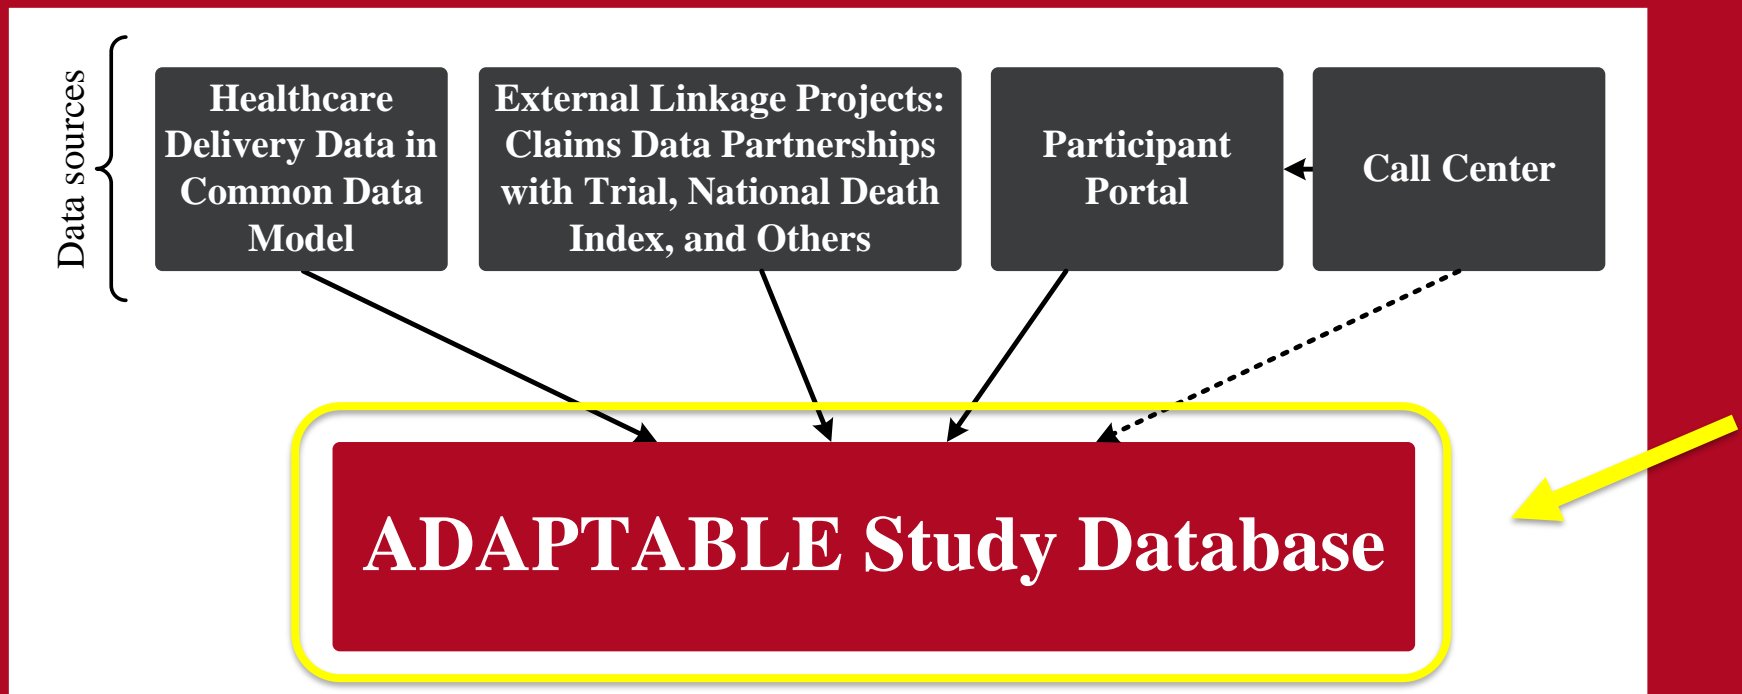 Data sources
Healthcare
Delivery Data in
Common Data
Model
External Linkage Projects:
Claims Data Partnerships
with Trial, National Death
Index, and Others
Participant
Portal
Call Center
ADAPTABLE Study Database